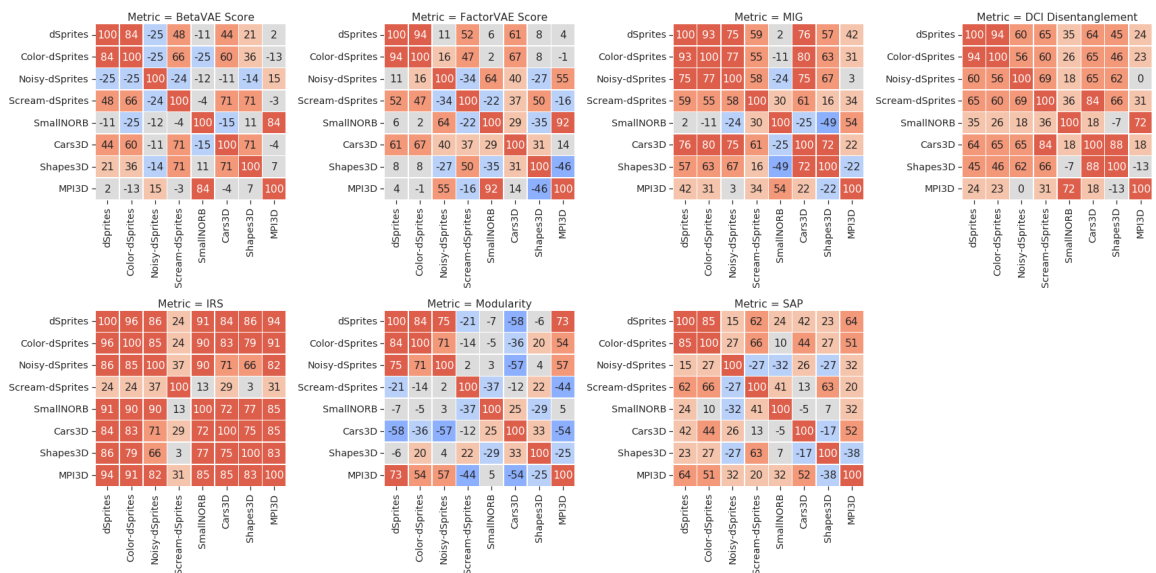 Metric = BetaVAE Score
dSprites 100 84 -25 48 -11 44 21 2
Color-dSprites 84 100 -25 66 -25 60 36 -13
Noisy-dSprites -25 -25 100 -24 -12 -11 -14 15
Scream-dSprites 48 66 -24 100 -4 71 71 -3
SmallNORB -11 -25 -12 -4 100 -15 11 84
Cars3D 44 60 -11 71 -15 100 71 -4
Shapes3D 21 36 -14 71 11 71 100 7
MPI3D 2 -13 15 -3 84 -4 7 100
dSprites Color-dSprites Noisy-dSprites Scream-dSprites SmallNORB Cars3D Shapes3D MPI3D
Metric = FactorVAE Score
dSprites 100 94 11 52 6 61 8 4
Color-dSprites 94 100 16 47 2 67 8 -1
Noisy-dSprites 11 16 100 -34 64 40 -27 55
Scream-dSprites 52 47 -34 100 -22 37 50 -16
SmallNORB 6 2 64 -22 100 29 -35 92
Cars3D 61 67 40 37 29 100 31 14
Shapes3D 8 8 -27 50 -35 31 100 -46
MPI3D 4 -1 55 -16 92 14 -46 100
dSprites Color-dSprites Noisy-dSprites Scream-dSprites SmallNORB Cars3D Shapes3D MPI3D
Metric = MIG
dSprites 100 93 75 59 2 76 57 42
Color-dSprites 93 100 77 55 -11 80 63 31
Noisy-dSprites 75 77 100 58 -24 75 67 3
Scream-dSprites 59 55 58 100 30 61 16 34
SmallNORB 2 -11 -24 30 100 -25 -49 54
Cars3D 76 80 75 61 -25 100 72 22
Shapes3D 57 63 67 16 -49 72 100 -22
MPI3D 42 31 3 34 54 22 -22 100
dSprites Color-dSprites Noisy-dSprites Scream-dSprites SmallNORB Cars3D Shapes3D MPI3D
Metric = DCI Disentanglement
dSprites 100 94 60 65 35 64 45 24
Color-dSprites 94 100 56 60 26 65 46 23
Noisy-dSprites 60 56 100 69 18 65 62 0
Scream-dSprites 65 60 69 100 36 84 66 31
SmallNORB 35 26 18 36 100 18 -7 72
Cars3D 64 65 65 84 18 100 88 18
Shapes3D 45 46 62 66 -7 88 100 -13
MPI3D 24 23 0 31 72 18 -13 100
dSprites Color-dSprites Noisy-dSprites Scream-dSprites SmallNORB Cars3D Shapes3D MPI3D
Metric = IRS
dSprites 100 96 86 24 91 84 86 94
Color-dSprites 96 100 85 24 90 83 79 91
Noisy-dSprites 86 85 100 37 90 71 66 82
Scream-dSprites 24 24 37 100 13 29 3 31
SmallNORB 91 90 90 13 100 72 77 85
Cars3D 84 83 71 29 72 100 75 85
Shapes3D 86 79 66 3 77 75 100 83
MPI3D 94 91 82 31 85 85 83 100
dSprites Color-dSprites Noisy-dSprites Scream-dSprites SmallNORB Cars3D Shapes3D MPI3D
Metric = Modularity
dSprites 100 84 75 -21 -7 -58 -6 73
Color-dSprites 84 100 71 -14 -5 -36 20 54
Noisy-dSprites 75 71 100 2 3 -57 4 57
Scream-dSprites -21 -14 2 100 -37 -12 22 -44
SmallNORB -7 -5 3 -37 100 25 -29 5
Cars3D -58 -36 -57 -12 25 100 33 -54
Shapes3D -6 20 4 22 -29 33 100 -25
MPI3D 73 54 57 -44 5 -54 -25 100
dSprites Color-dSprites Noisy-dSprites Scream-dSprites SmallNORB Cars3D Shapes3D MPI3D
Metric = SAP
dSprites 100 85 15 62 24 42 23 64
Color-dSprites 85 100 27 66 10 44 27 51
Noisy-dSprites 15 27 100 -27 -32 26 -27 32
Scream-dSprites 62 66 -27 100 41 13 63 20
SmallNORB 24 10 -32 41 100 -5 7 32
Cars3D 42 44 26 13 -5 100 -17 52
Shapes3D 23 27 -27 63 7 -17 100 -38
MPI3D 64 51 32 20 32 52 -38 100
dSprites Color-dSprites Noisy-dSprites Scream-dSprites SmallNORB Cars3D Shapes3D MPI3D